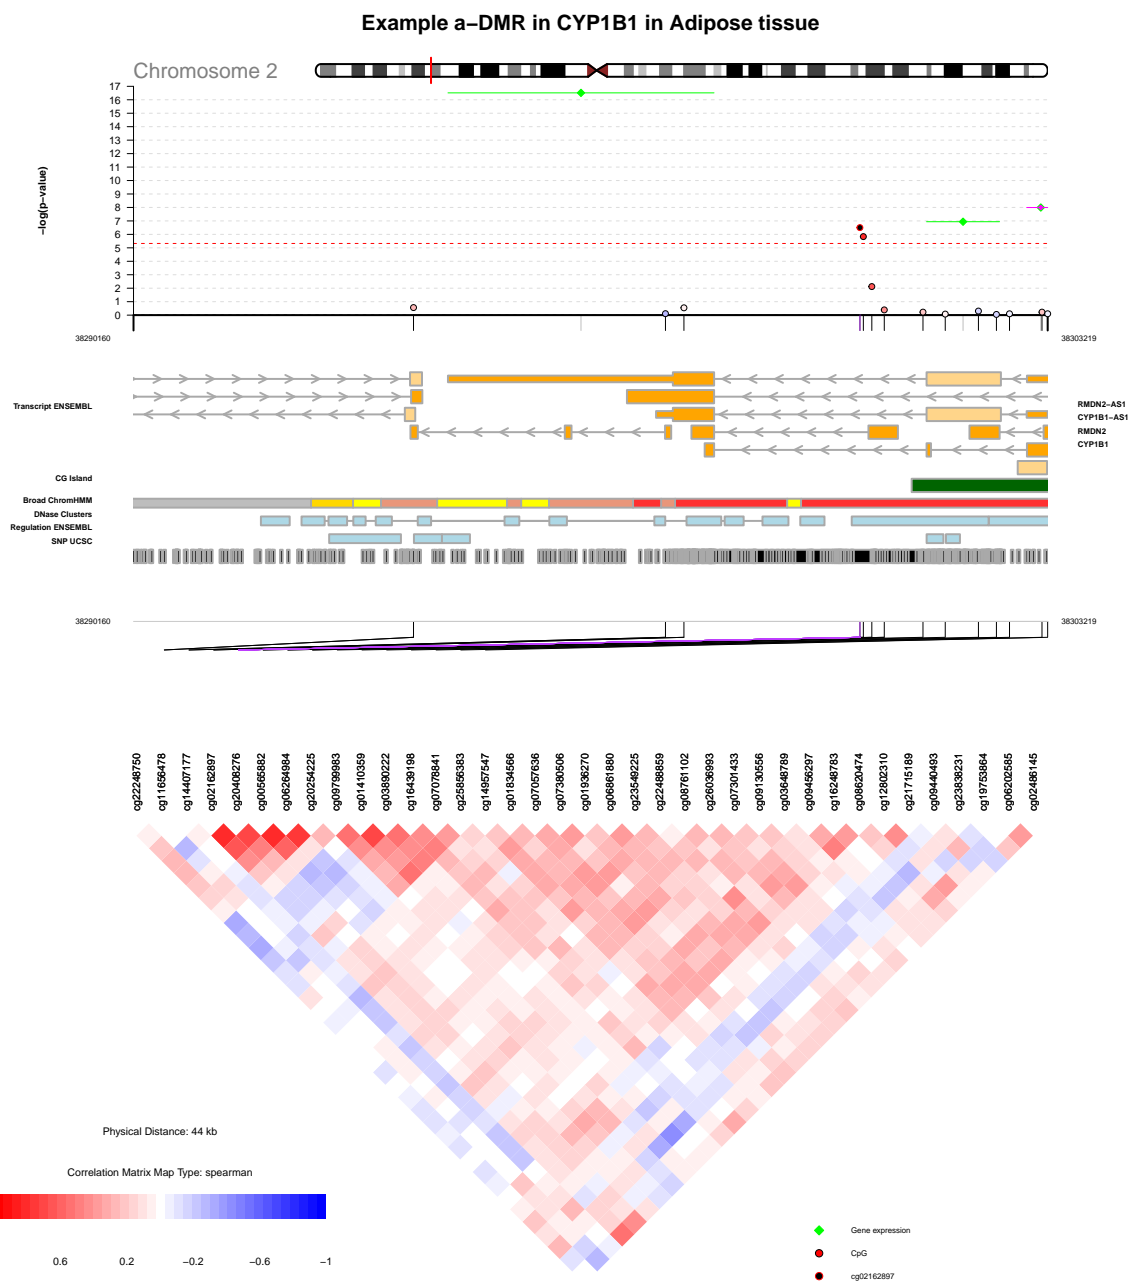 Example a−DMR in CYP1B1 in Adipose tissue
Chromosome 2
−log(p−value)
17
16
15
14
13
12
11
10
9
8
7
6
5
4
3
2
1
0
38290160
38303219
Transcript ENSEMBL
RMDN2−AS1
CYP1B1−AS1
RMDN2
CYP1B1
CG Island
Broad ChromHMM
DNase Clusters
Regulation ENSEMBL
SNP UCSC
38290160
38303219
cg22248750
cg11656478
cg14407177
cg02162897
cg20406276
cg00565882
cg06264984
cg20254225
cg09799983
cg01410359
cg03890222
cg16439198
cg07078841
cg25856383
cg14957547
cg01834566
cg07057636
cg07380506
cg01936270
cg06861880
cg23549225
cg22488659
cg08761102
cg26036993
cg07301433
cg09130556
cg03648789
cg09456297
cg16248783
cg08620474
cg12802310
cg21715189
cg09440493
cg23838231
cg19753864
cg06202585
cg02486145
Physical Distance: 44 kb
Correlation Matrix Map Type: spearman
0.6 0.2 −0.2 −0.6 −1
Gene expression
CpG
cg02162897